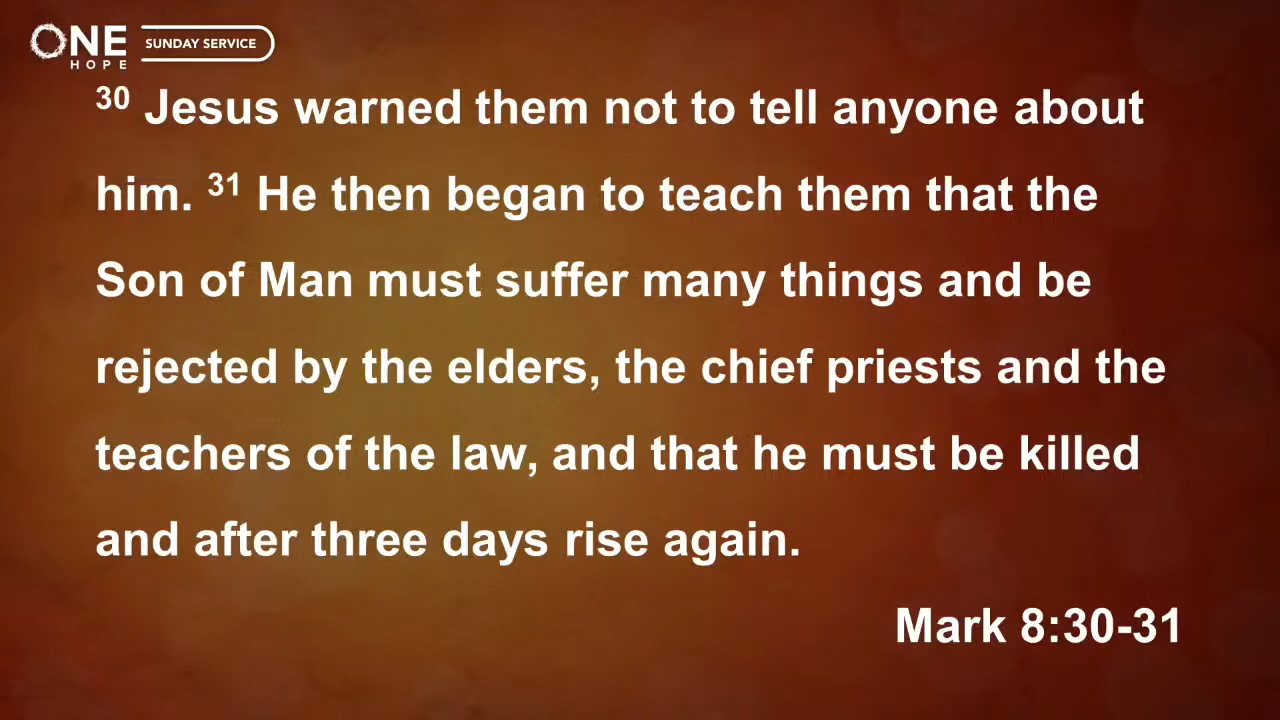 ONE
HOPE
SUNDAY SERVICE
30 Jesus warned them not to tell anyone about
him. 31 He then began to teach them that the
Son of Man must suffer many things and be
rejected by the elders, the chief priests and the
teachers of the law, and that he must be killed
and after three days rise again.
Mark 8:30-31